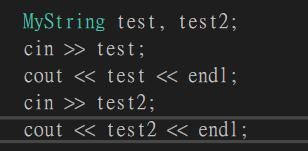 MyString test, test2;
cin >> test;
cout << test << endl;
cin >> test2;
cout << test2 << endl;